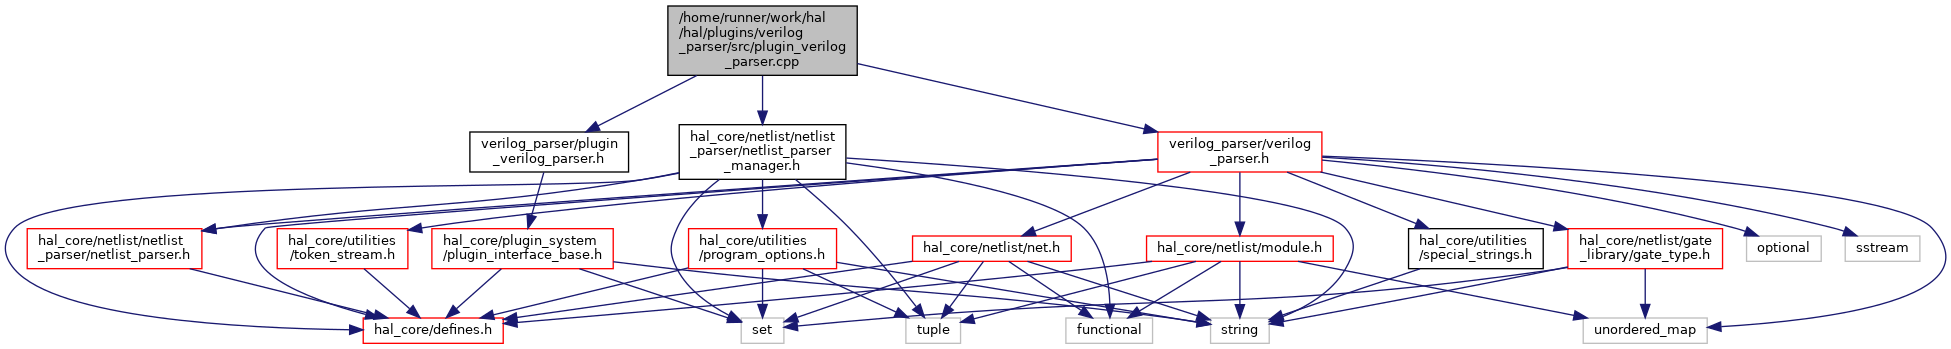 /home/runner/work/hal
/hal/plugins/verilog
_parser/src/plugin_verilog
_parser.cpp
verilog_parser/plugin
_verilog_parser.h
hal_core/netlist/netlist
_parser/netlist_parser
_manager.h
verilog_parser/verilog
_parser.h
hal_core/netlist/netlist
_parser/netlist_parser.h
hal_core/utilities
/token_stream.h
hal_core/plugin_system
/plugin_interface_base.h
hal_core/utilities
/program_options.h
hal_core/netlist/net.h
hal_core/netlist/module.h
hal_core/utilities
/special_strings.h
hal_core/netlist/gate
_library/gate_type.h
optional
sstream
hal_core/defines.h
set
tuple
functional
string
unordered_map